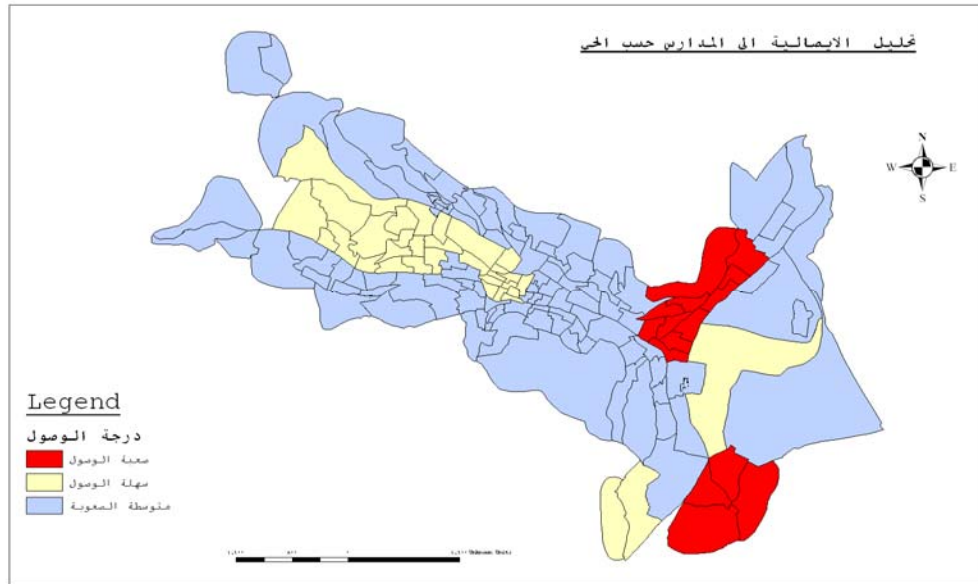 تحليل الايصالية الى المدارس حسب الحي
N
W E
S
Legend
درجة الوصول
صعبة الوصول
سهلة الوصول
متوسطة الصعوبة